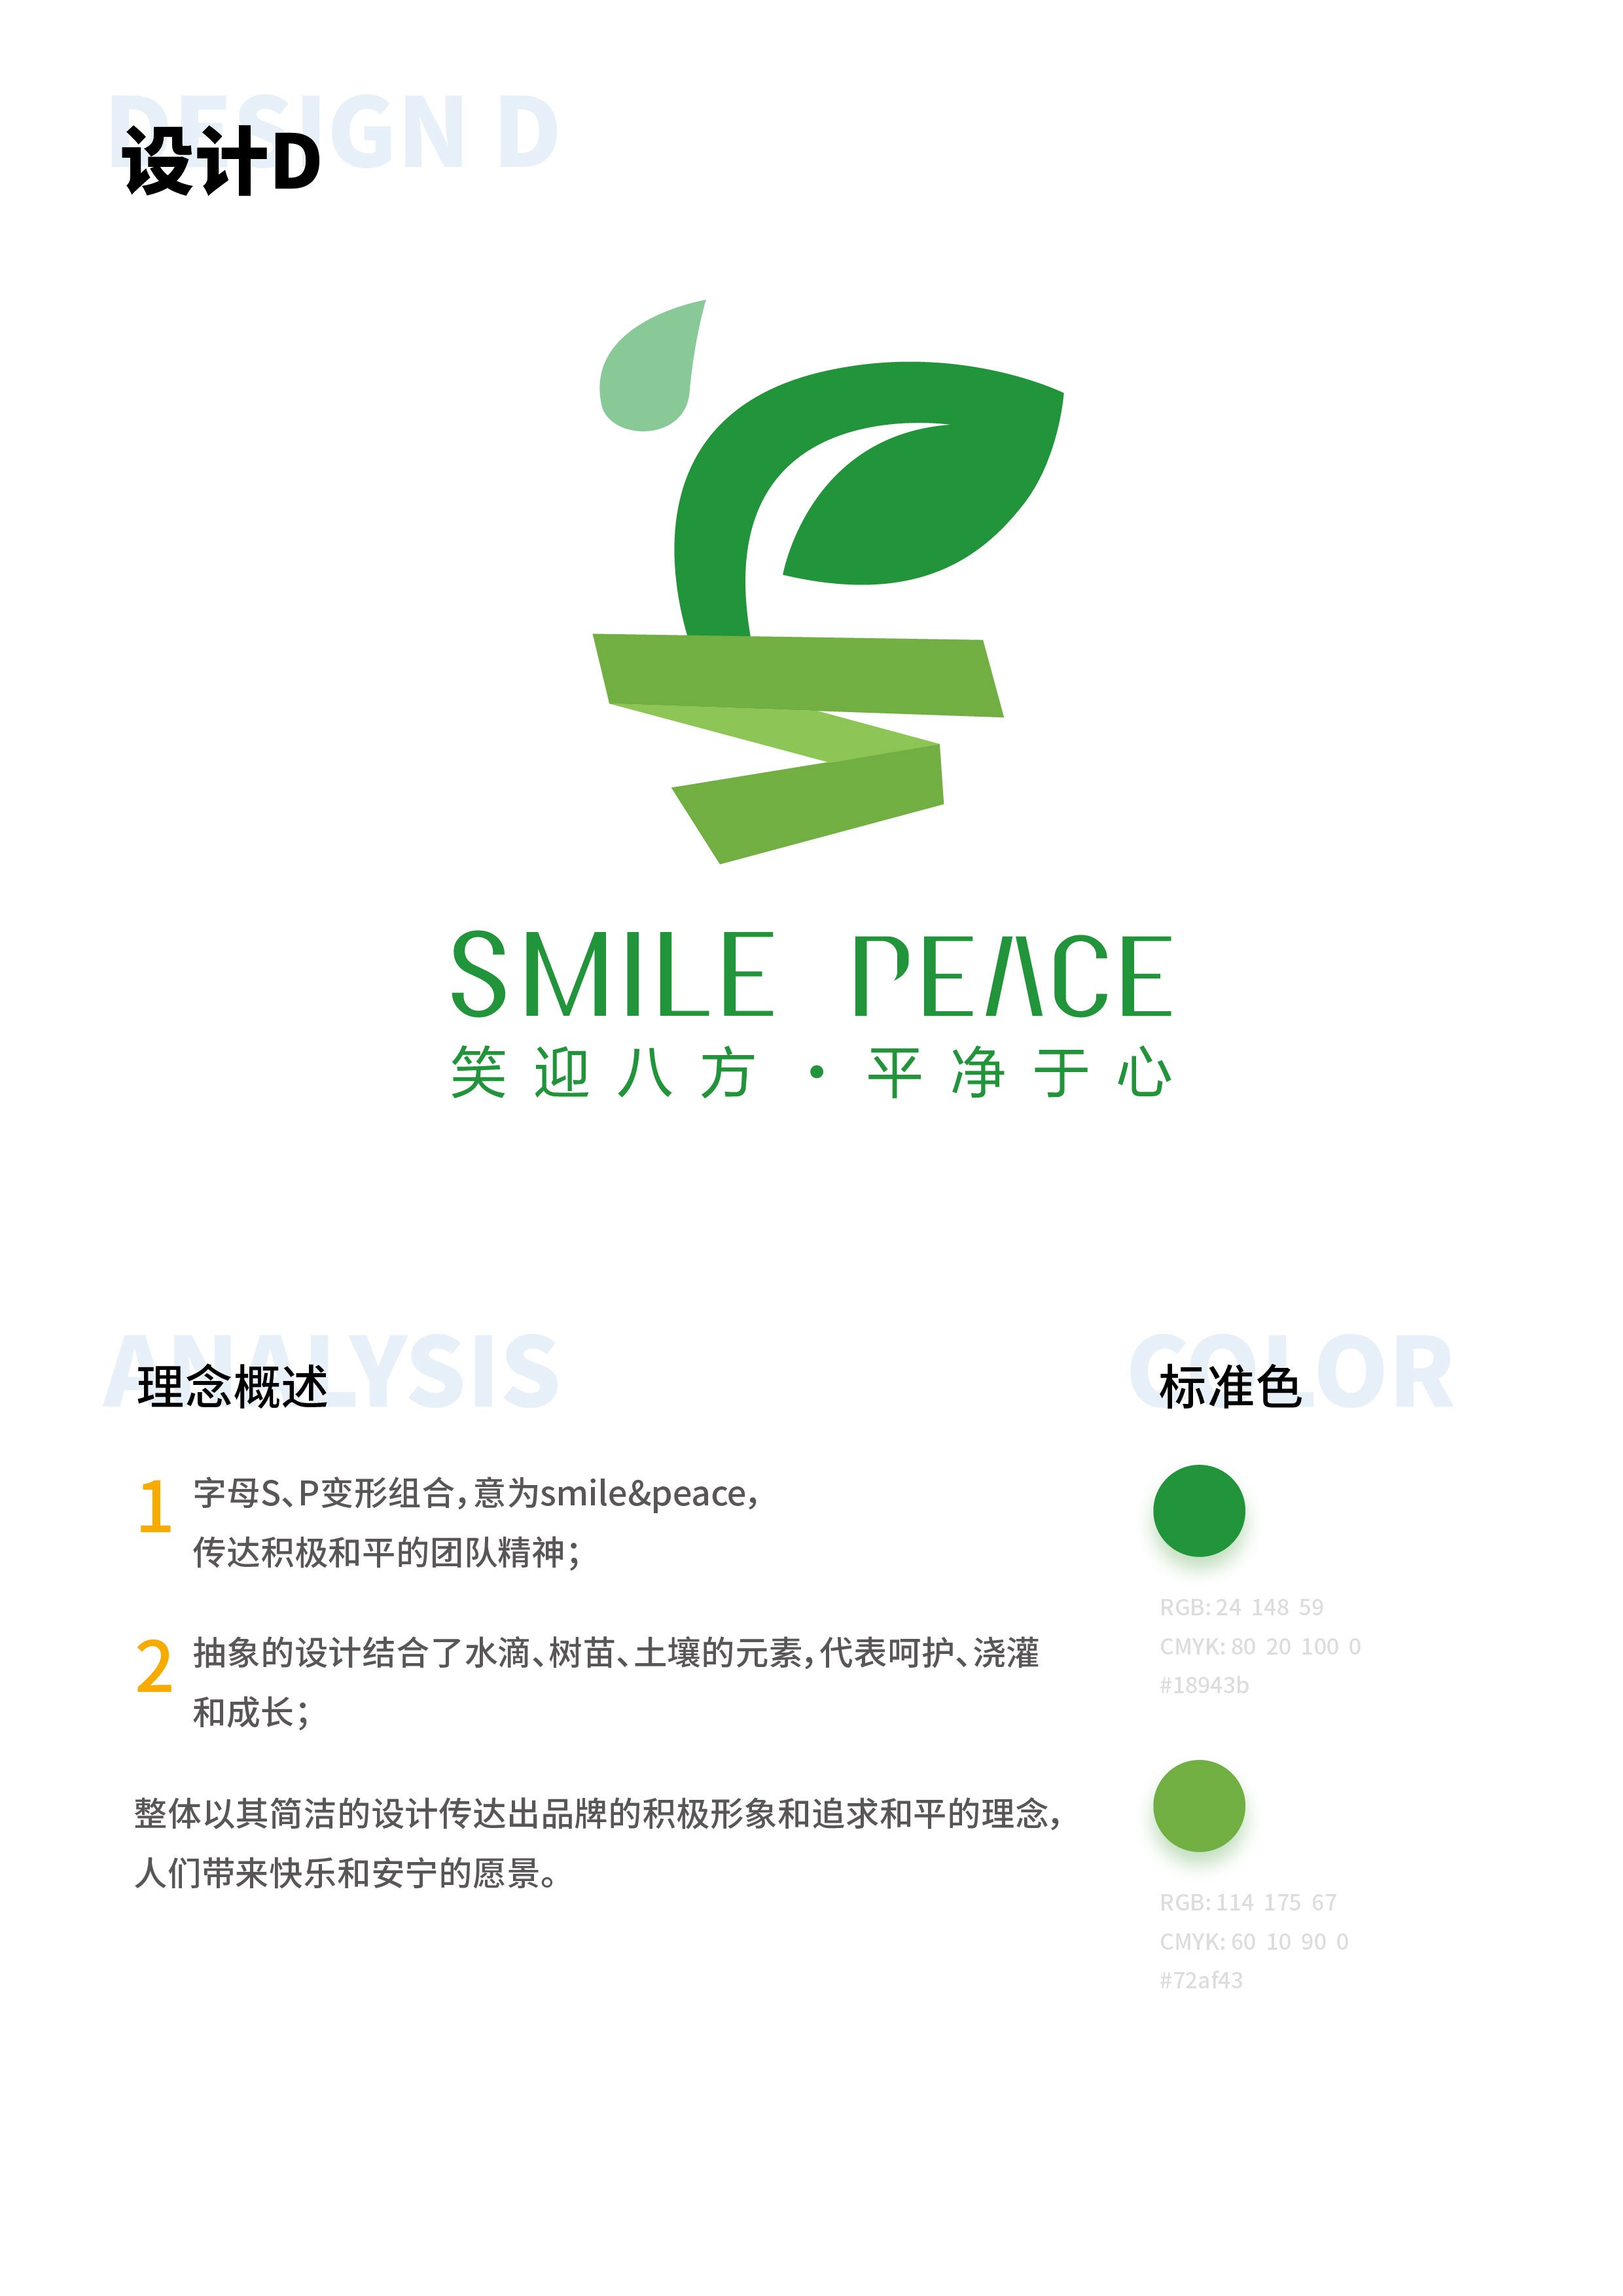 DESIGN D
设计D
SMILE PEACE
笑迎八方·平净于心
ANALYSIS
理念概述
1 字母S、P变形组合，意为smile&peace，
传达积极和平的团队精神；
2 抽象的设计结合了水滴、树苗、土壤的元素，代表呵护、浇灌
和成长；
整体以其简洁的设计传达出品牌的积极形象和追求和平的理念，
人们带来快乐和安宁的愿景。
COLOR
标准色
RGB: 24 148 59
CMYK: 80 20 100 0
#18943b
RGB: 114 175 67
CMYK: 60 10 90 0
#72af43